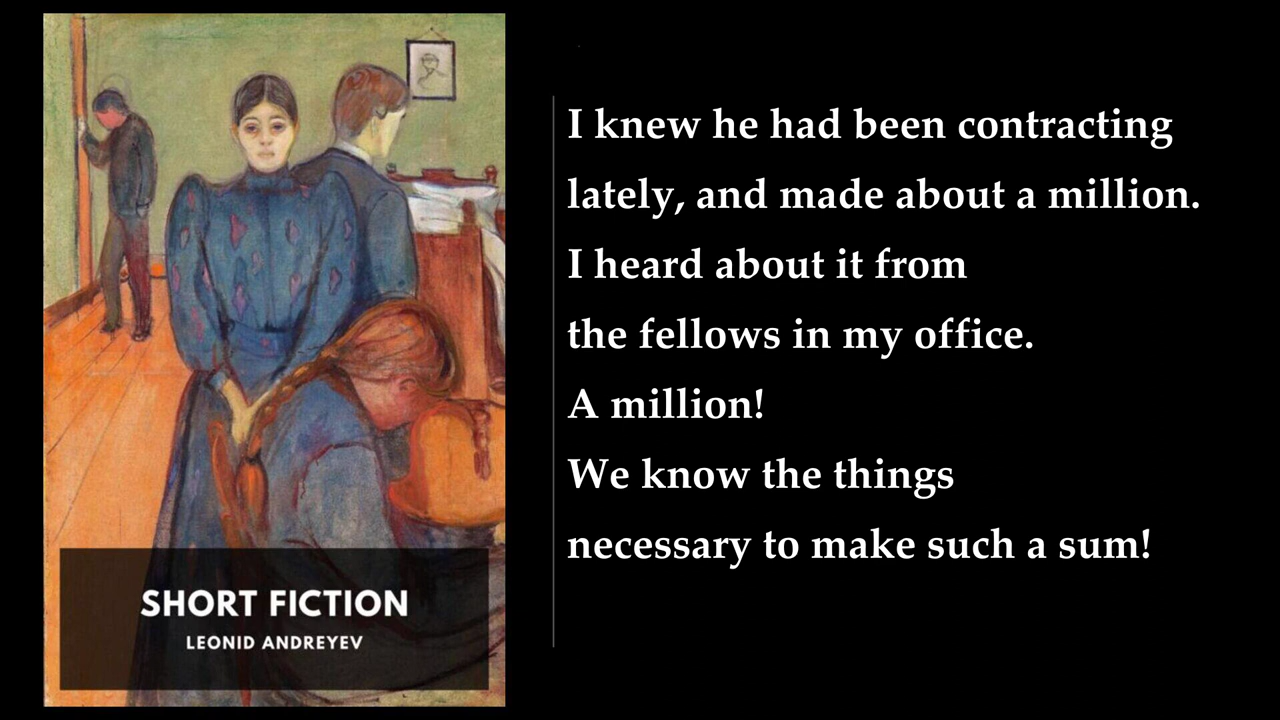 SHORT FICTION
LEONID ANDREYEV
I knew he had been contracting
lately, and made about a million.
I heard about it from
the fellows in my office.
A million!
We know the things
necessary to make such a sum!